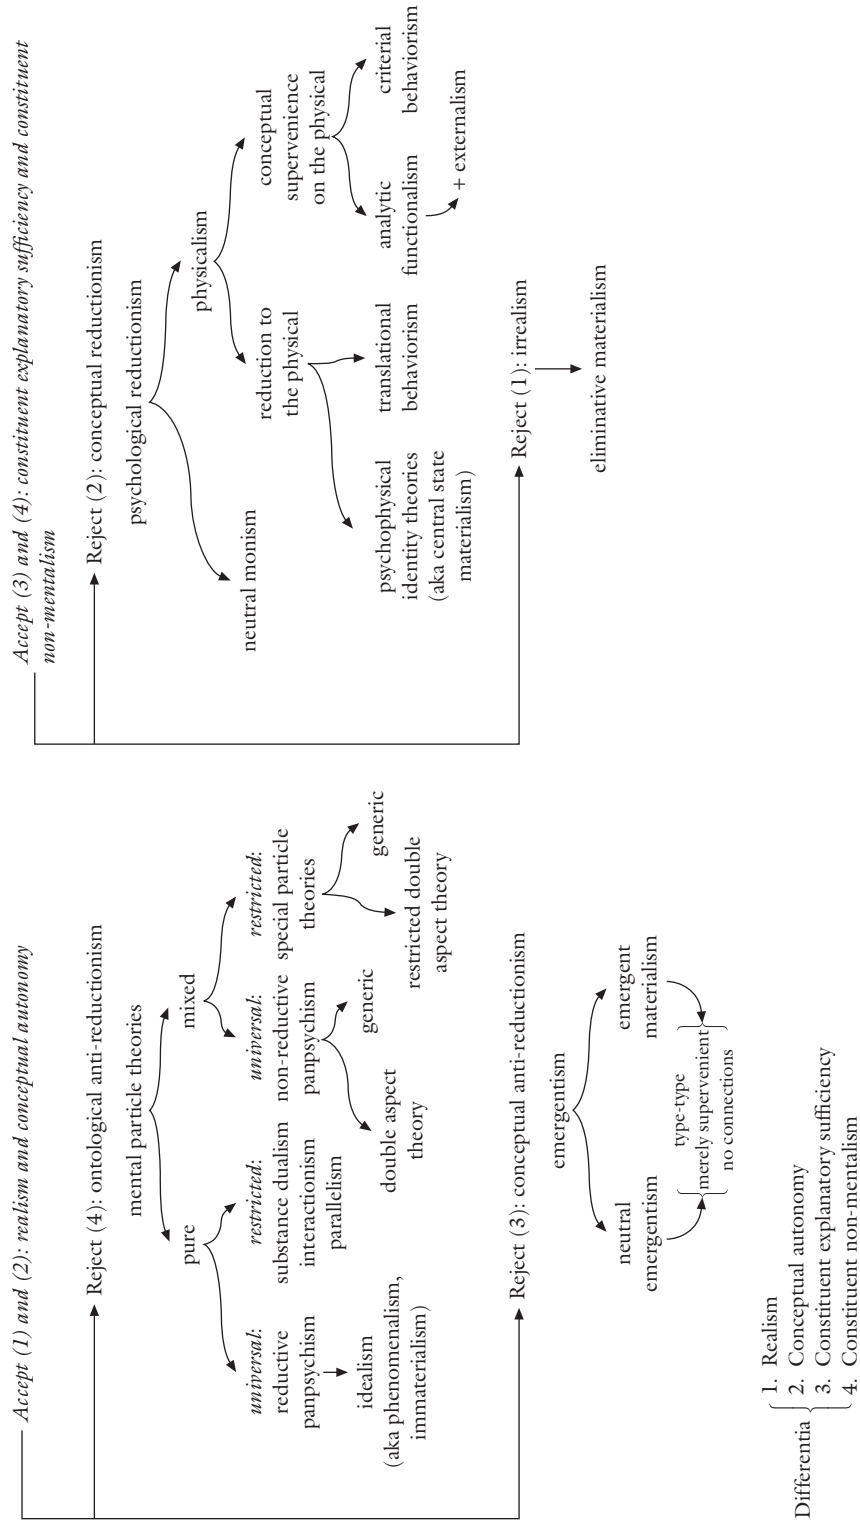 Accept (1) and (2): realism and conceptual autonomy
Reject (4): ontological anti-reductionism
mental particle theories
pure
mixed
universal:
reductive
panpsychism
restricted:
substance dualism
interactionism
parallelism
universal:
non-reductive
panpsychism
restricted:
special particle
theories
idealism
(aka phenomenalism,
immaterialism)
double aspect
theory
generic
restricted double
aspect theory
generic
Reject (3): conceptual anti-reductionism
emergentism
neutral
emergentism
emergent
materialism
type-type
merely supervenient
no connections
Differentia
1. Realism
2. Conceptual autonomy
3. Constituent explanatory sufficiency
4. Constituent non-mentalism
Accept (3) and (4): constituent explanatory sufficiency and constituent
non-mentalism
Reject (2): conceptual reductionism
psychological reductionism
neutral monism
physicalism
reduction to
the physical
conceptual
supervenience
on the physical
psychophysical
identity theories
(aka central state
materialism)
translational
behaviorism
analytic
functionalism
criterial
behaviorism
+ externalism
Reject (1): irrealism
eliminative materialism